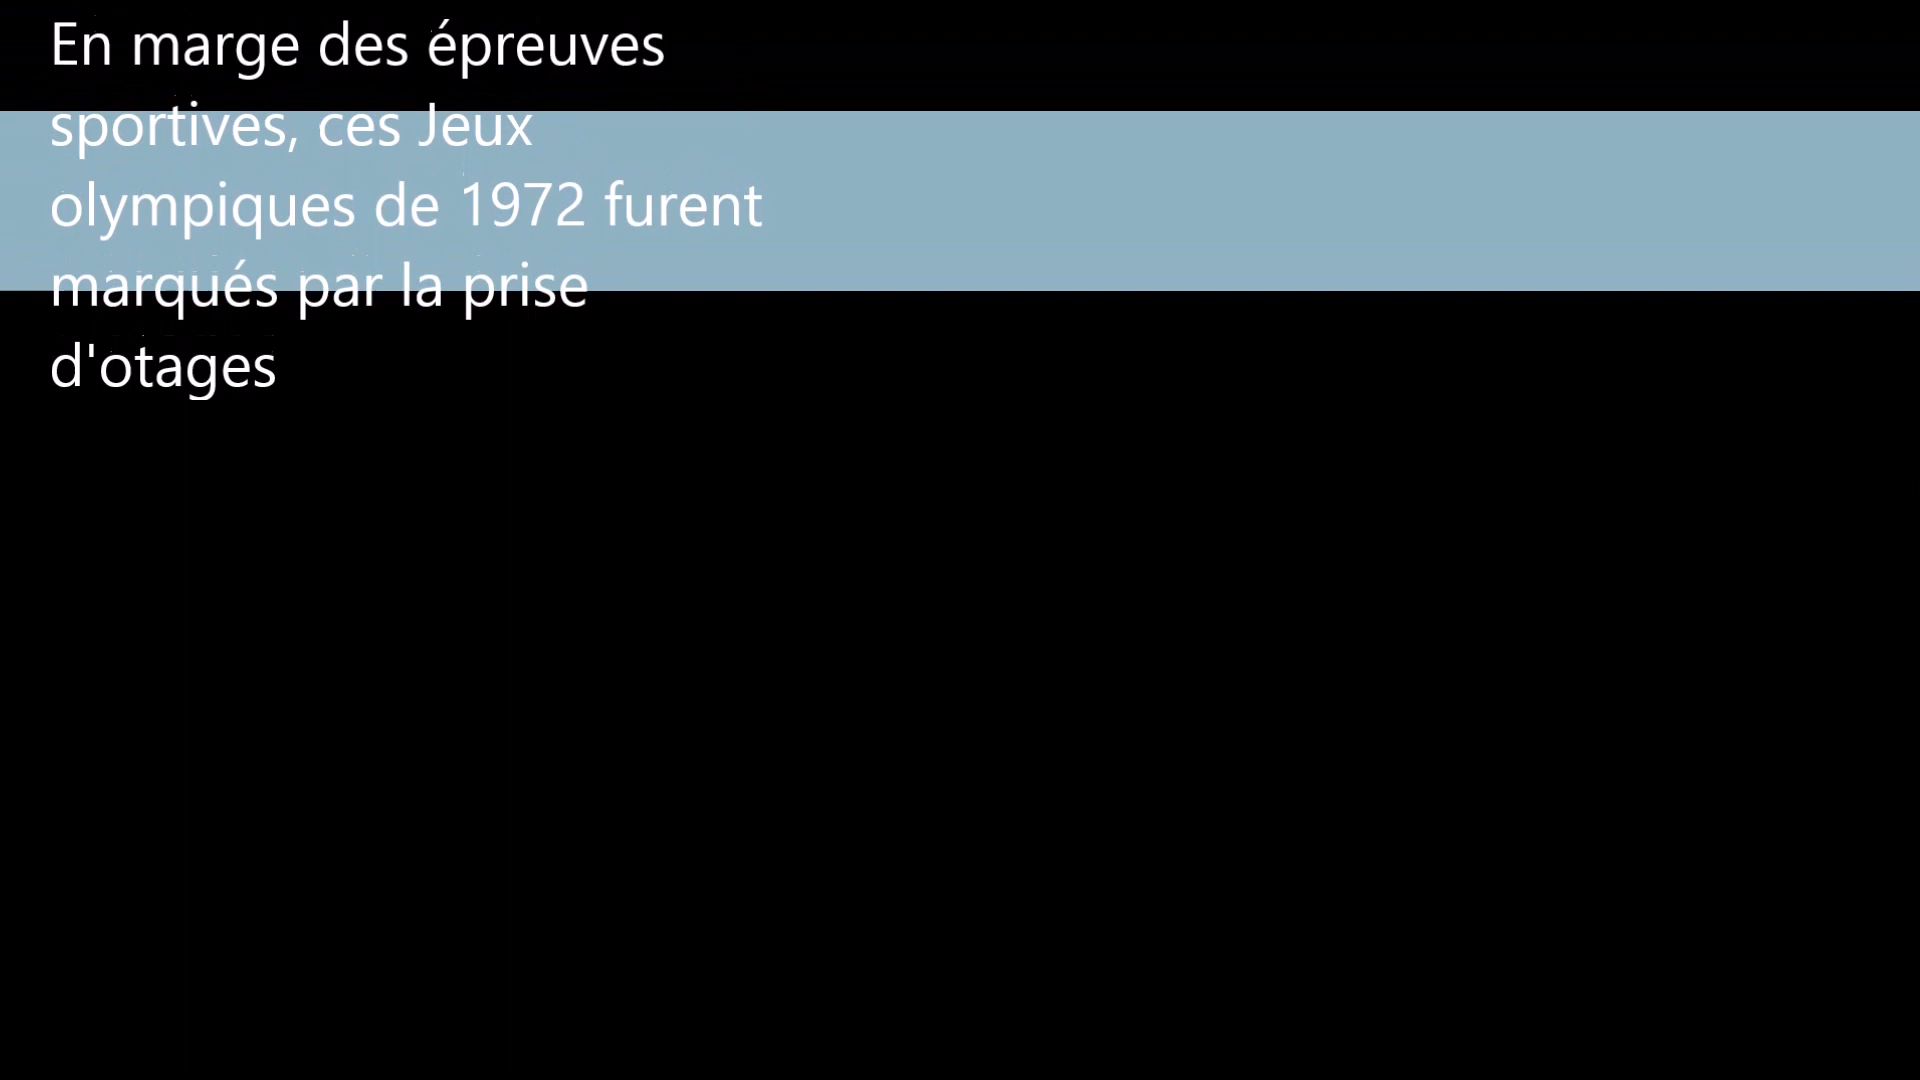 En marge des épreuves
sportives, ces Jeux
olympiques de 1972 furent
marqués par la prise
d'otages